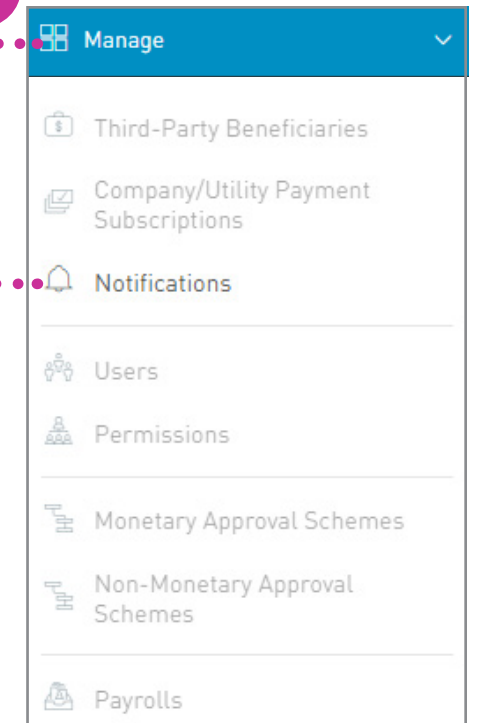 Manage
Third-Party Beneficiaries
Company/Utility Payment
Subscriptions
Notifications
Users
Permissions
Monetary Approval Schemes
Non-Monetary Approval
Schemes
Payrolls